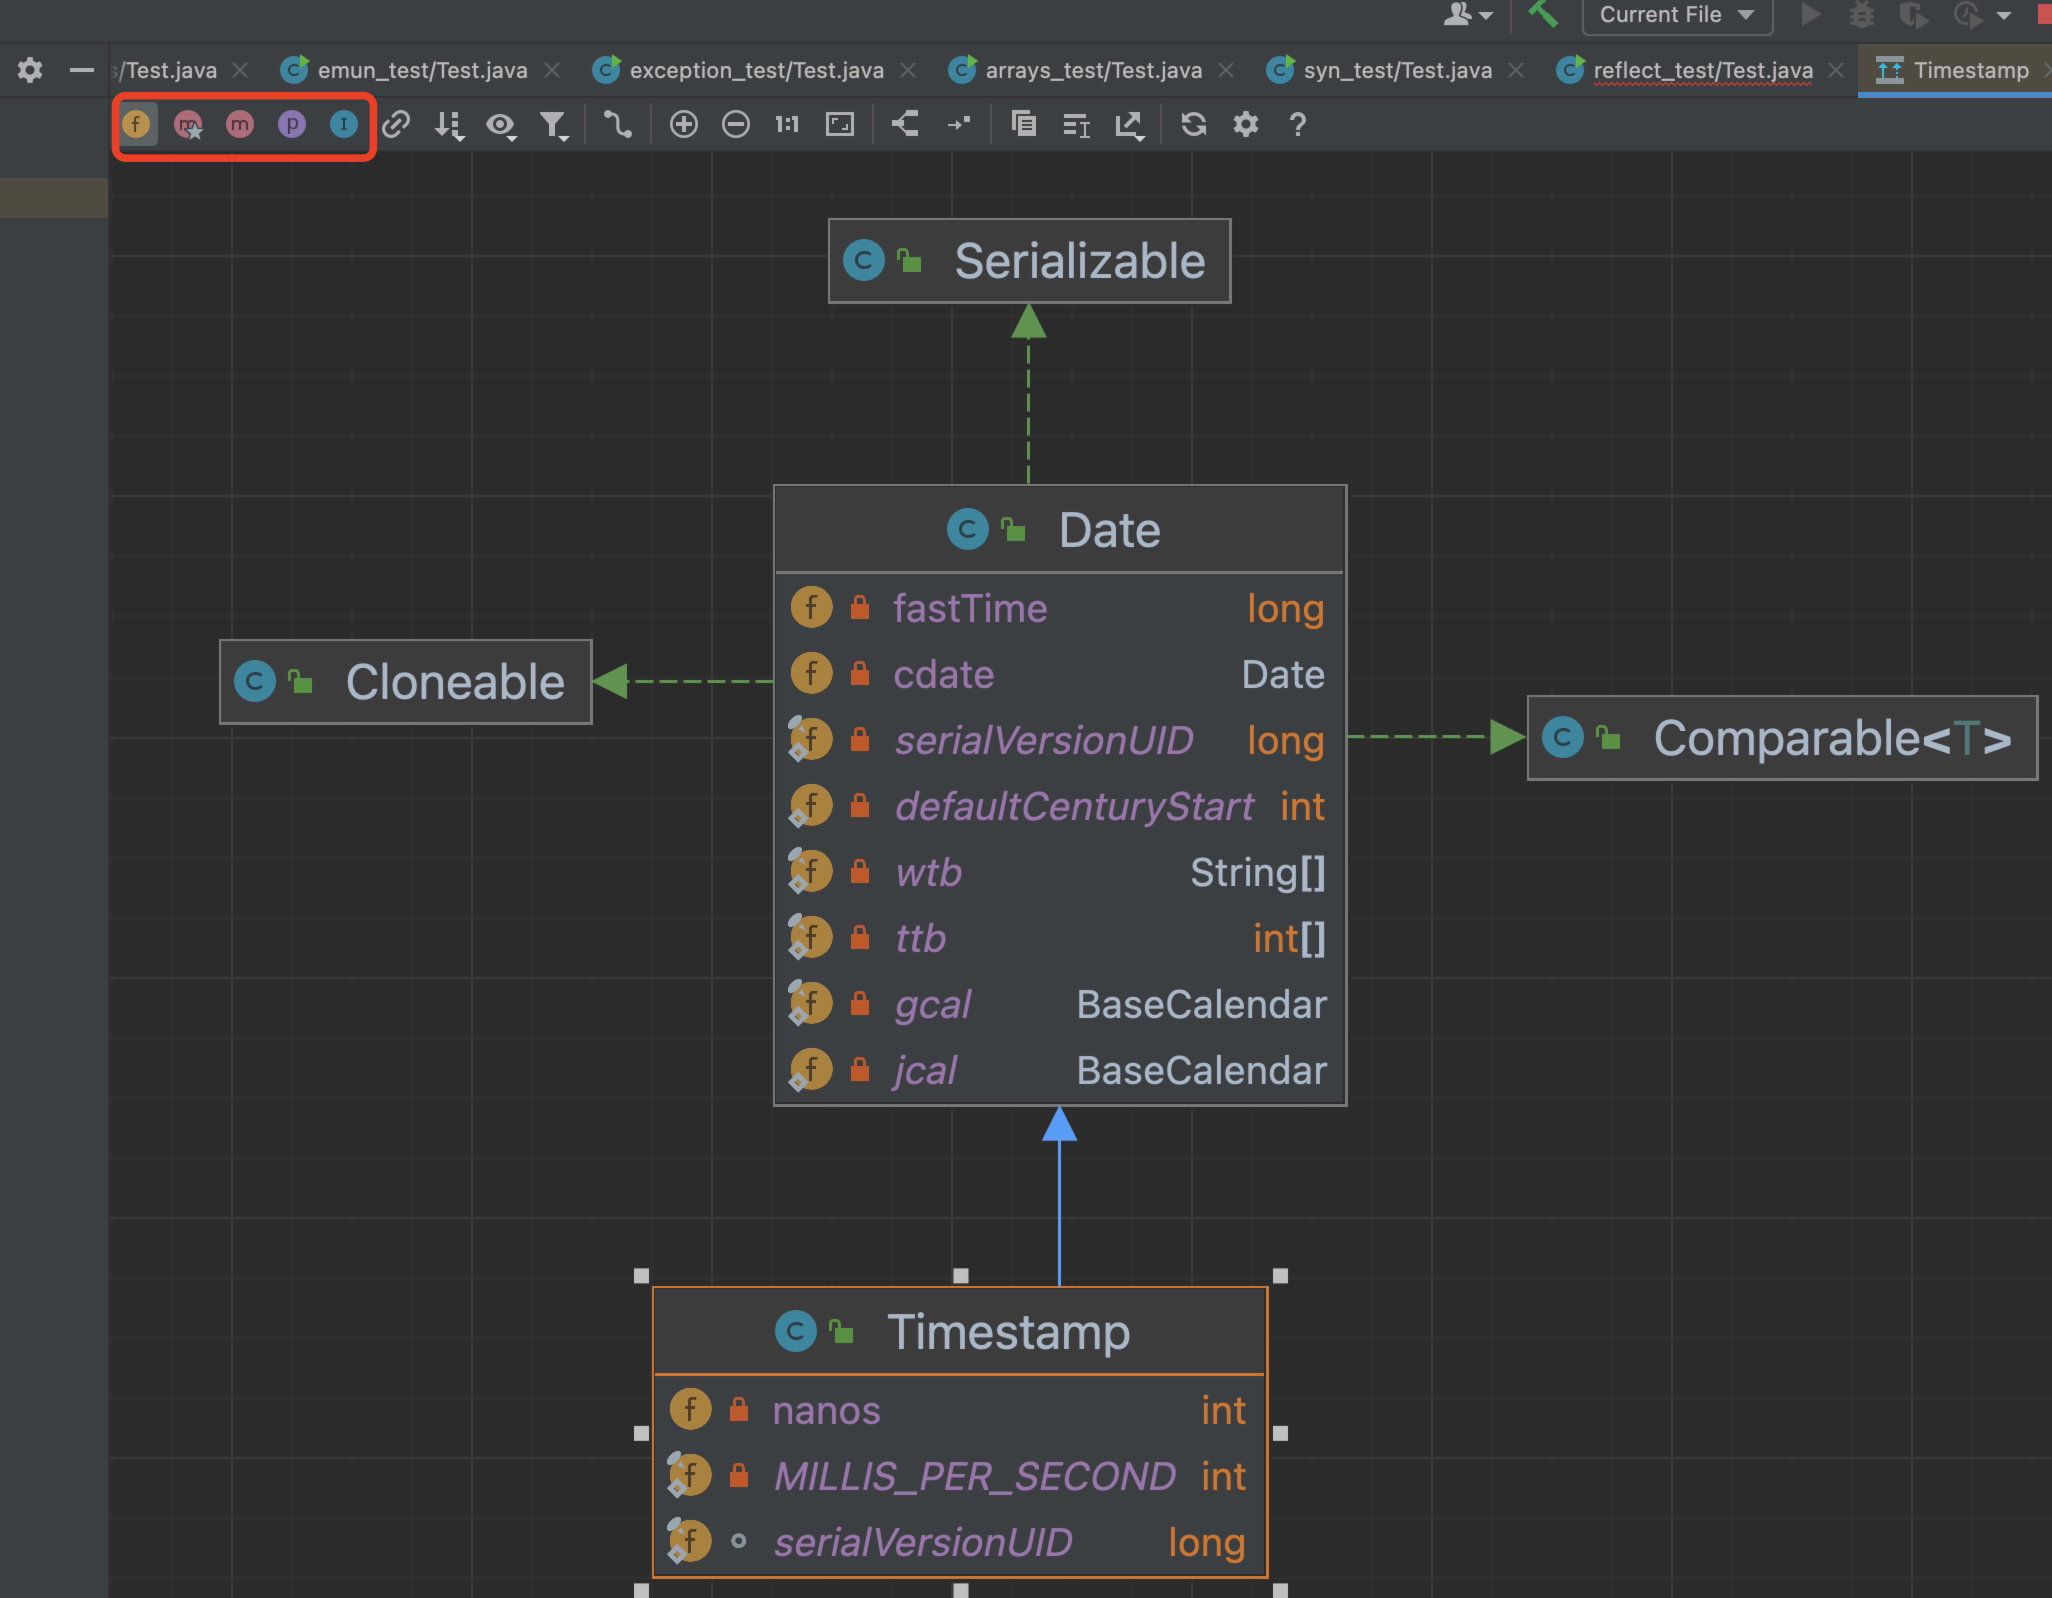 Current File
s/Test.java
emun_test/Test.java
exception_test/Test.java
arrays_test/Test.java
syn_test/Test.java
reflect_test/Test.java
Timestamp
f m m p I 1:1 ?
C Serializable
C Date
f fastTime long
f cdate Date
f serialVersionUID long
f defaultCenturyStart int
f wtb String[]
f ttb int[]
f gcal BaseCalendar
f jcal BaseCalendar
C Cloneable
C Comparable<T>
C Timestamp
f nanos int
f MILLIS_PER_SECOND int
f serialVersionUID long